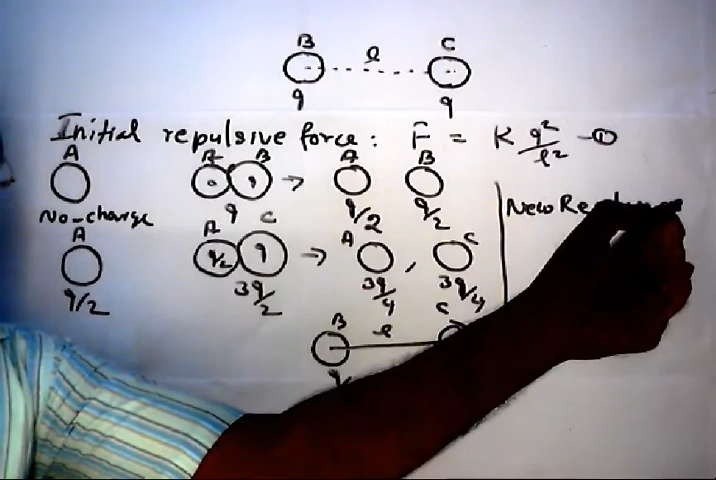 B l C
q q
Initial repulsive force: F = K q²/l² -①
A A B → A B
0 q
No-charge q q/2 q/2 New
A A C → A , C
q/2 q
q/2 3q/2 3q/4 3q/4
B l C